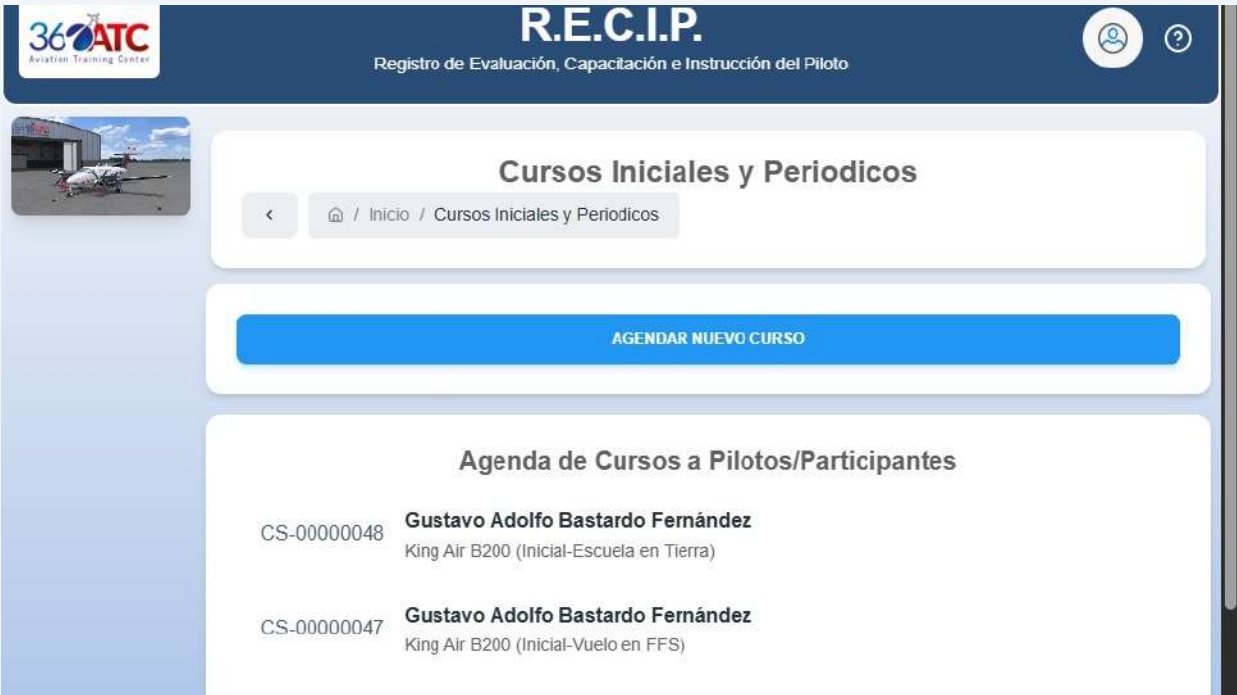 360ATC
Aviation Training Center
R.E.C.I.P.
Registro de Evaluación, Capacitación e Instrucción del Piloto
Cursos Iniciales y Periodicos
/ Inicio / Cursos Iniciales y Periodicos
AGENDAR NUEVO CURSO
Agenda de Cursos a Pilotos/Participantes
CS-00000048
Gustavo Adolfo Bastardo Fernández
King Air B200 (Inicial-Escuela en Tierra)
CS-00000047
Gustavo Adolfo Bastardo Fernández
King Air B200 (Inicial-Vuelo en FFS)